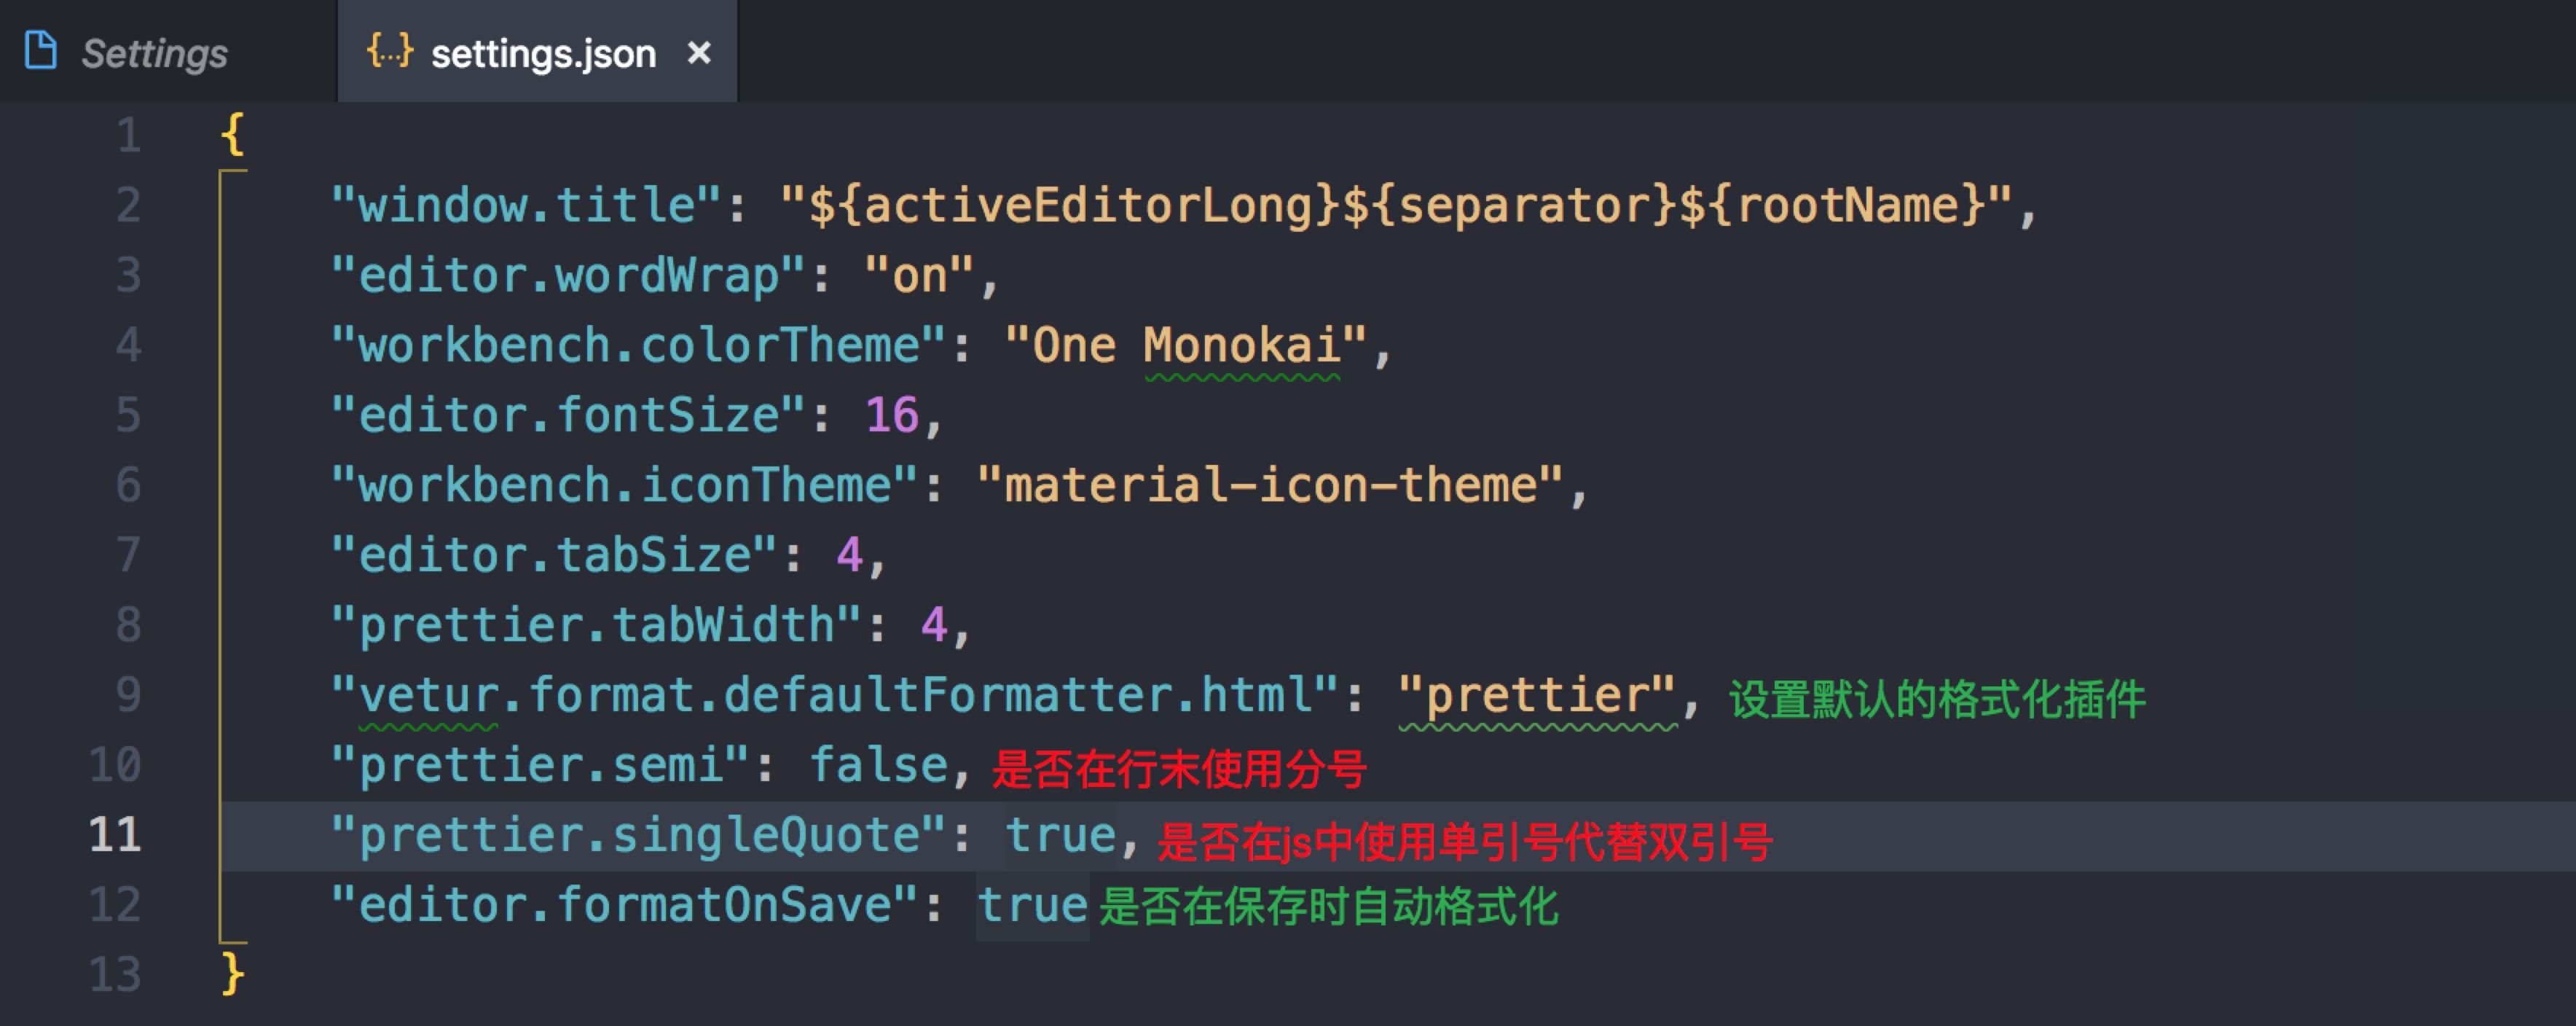 Settings
{..} settings.json ×
1 {
2 "window.title": "${activeEditorLong}${separator}${rootName}",
3 "editor.wordWrap": "on",
4 "workbench.colorTheme": "One Monokai",
5 "editor.fontSize": 16,
6 "workbench.iconTheme": "material-icon-theme",
7 "editor.tabSize": 4,
8 "prettier.tabWidth": 4,
9 "vetur.format.defaultFormatter.html": "prettier", 设置默认的格式化插件
10 "prettier.semi": false, 是否在行末使用分号
11 "prettier.singleQuote": true, 是否在js中使用单引号代替双引号
12 "editor.formatOnSave": true 是否在保存时自动格式化
13 }